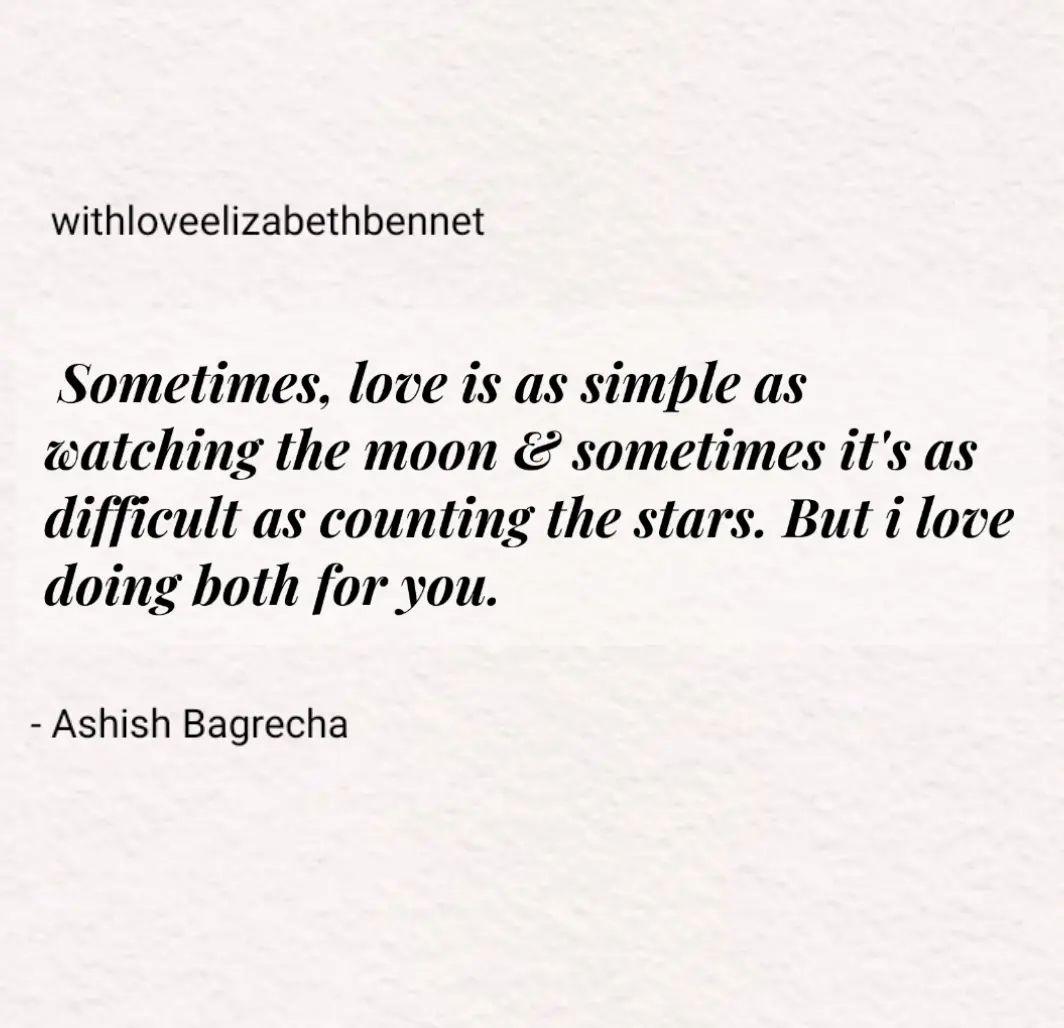 withloveelizabethbennet
Sometimes, love is as simple as
watching the moon & sometimes it's as
difficult as counting the stars. But i love
doing both for you.
- Ashish Bagrecha